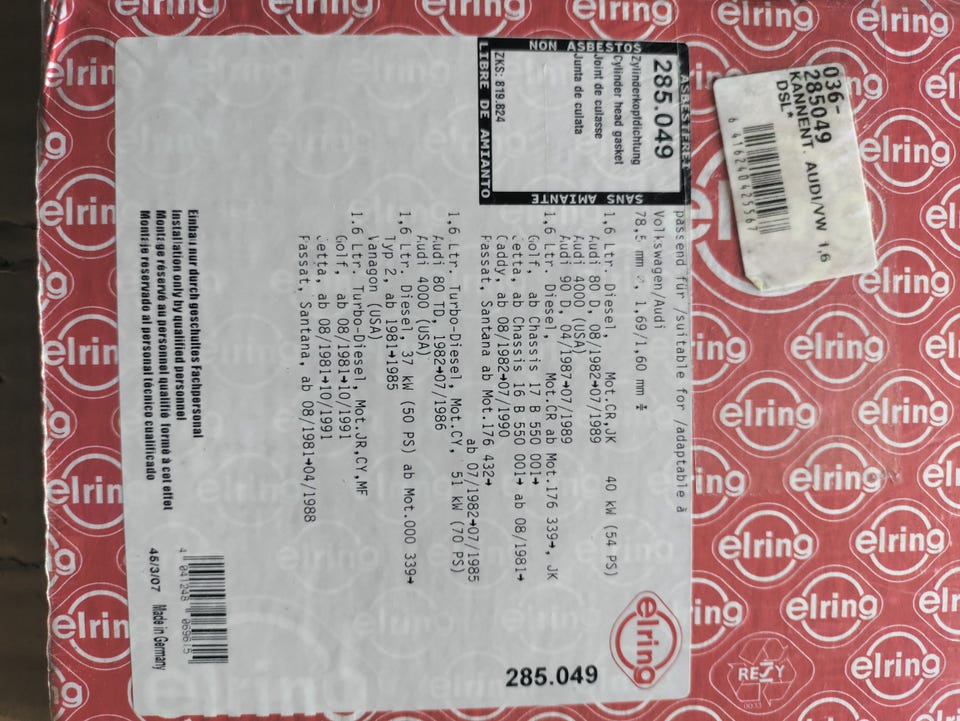 elring
ASBESTFREI
NON ASBESTOS
SANS AMIANTE
LIBRE DE AMIANTO
285.049
Zylinderkopfdichtung
Cylinder head gasket
Joint de culasse
Junta de culata
ZKS: 819.824
036-
285049
KANNENT. AUDI/VW 1,6
DSL*
6 416240 425567
passend für /suitable for /adaptable à
Volkswagen/Audi
78,5 mm ⌀, 1,09/1,60 mm
1,6 Ltr. Diesel, Mot.CR,JK 40 kW (54 PS)
Audi 80 D, 08/1982→07/1989
Audi 4000 (USA)
Audi 90 D, 04/1987→07/1989
1,6 Ltr. Diesel, Mot.CR ab Mot.176 339→, JK
Golf, ab Chassis 17 B 550 001→
Jetta, ab Chassis 16 B 550 001→ ab 08/1981→
Caddy, ab 08/1982→07/1990
Passat, Santana ab Mot.176 432→
ab 07/1982→07/1985
1,6 Ltr. Turbo-Diesel, Mot.CY, 51 kW (70 PS)
Audi 80 TD, 1982→07/1986
Audi 4000 (USA)
1,6 Ltr. Diesel, 37 kW (50 PS) ab Mot.000 339→
Typ 2, ab 1981→1985
Vanagon (USA)
1,6 Ltr. Turbo-Diesel, Mot.JR,CY,MF
Golf, ab 08/1981→10/1991
Jetta, ab 08/1981→10/1991
Passat, Santana, ab 08/1981→04/1988
Einbau nur durch geschultes Fachpersonal
Installation only by qualified personnel
Montage réservé au personnel qualifié formé à cet effet
Montaje reservado al personal técnico cualificado
4 041248 069615
45/3/07 Made in Germany
elring
285.049
RESY